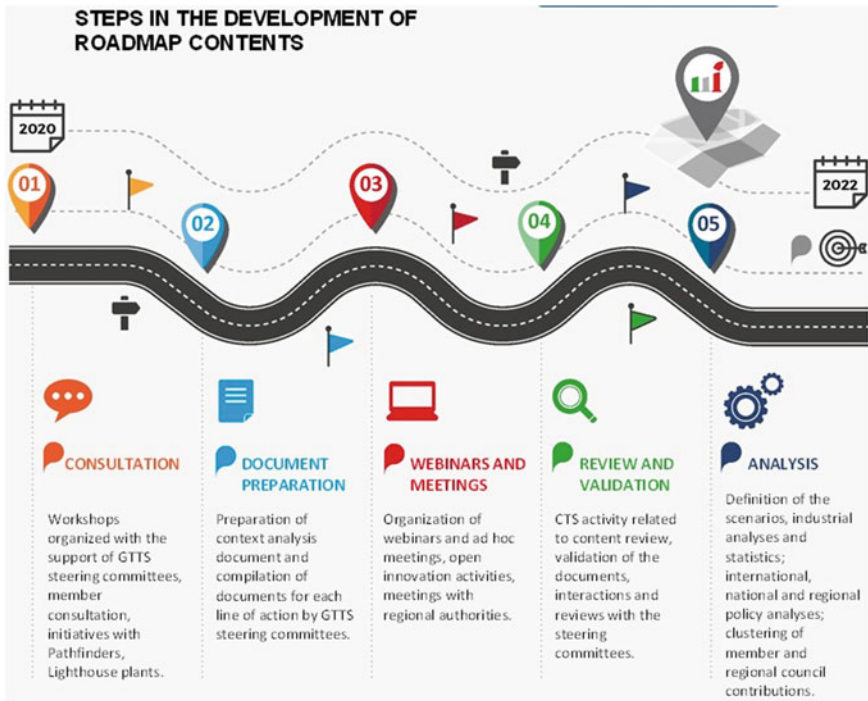 STEPS IN THE DEVELOPMENT OF
ROADMAP CONTENTS
2020
01
02
03
04
05
2022
CONSULTATION
Workshops
organized with the
support of GTTS
steering committees,
member
consultation,
initiatives with
Pathfinders,
Lighthouse plants.
DOCUMENT
PREPARATION
Preparation of
context analysis
document and
compilation of
documents for each
line of action by GTTS
steering committees.
WEBINARS AND
MEETINGS
Organization of
webinars and ad hoc
meetings, open
innovation activities,
meetings with
regional authorities.
REVIEW AND
VALIDATION
CTS activity related
to content review,
validation of the
documents,
interactions and
reviews with the
steering
committees.
ANALYSIS
Definition of the
scenarios, industrial
analyses and
statistics;
international,
national and regional
policy analyses;
clustering of
member and
regional council
contributions.